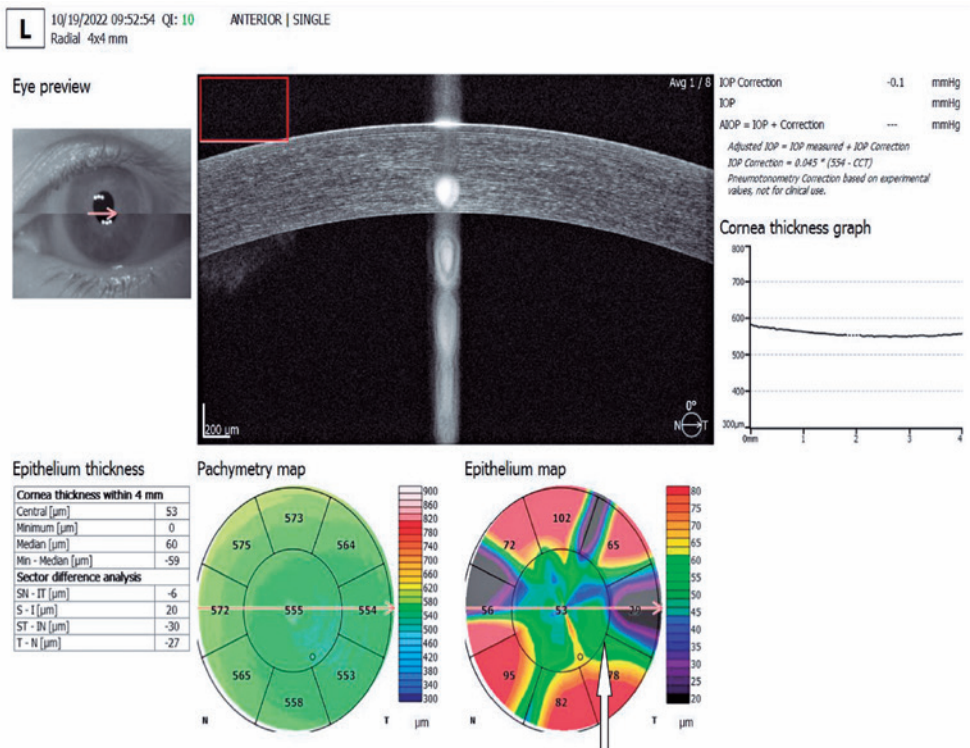 L
10/19/2022 09:52:54 QI: 10 ANTERIOR | SINGLE
Radial 4x4 mm
Eye preview
Avg 1 / 8
200 µm
0°
N T
IOP Correction -0.1 mmHg
IOP mmHg
AIOP = IOP + Correction --- mmHg
Adjusted IOP = IOP measured + IOP Correction
IOP Correction = 0.045 * (554 - CCT)
Pneumotonometry Correction based on experimental
values, not for clinical use.
Cornea thickness graph
800
700
600
500
400
300µm
0mm 1 2 3 4
Epithelium thickness
Cornea thickness within 4 mm
Central [µm] 53
Minimum [µm] 0
Median [µm] 60
Min - Median [µm] -59
Sector difference analysis
SN - IT [µm] -6
S - I [µm] 20
ST - IN [µm] -30
T - N [µm] -27
Pachymetry map
573
575 564
572 555 554
565 553
558
N T
900
860
820
780
740
700
660
620
580
540
500
460
420
380
340
300
µm
Epithelium map
102
72 65
56 53
95 78
82
N T
80
75
70
65
60
55
50
45
40
35
30
25
20
µm